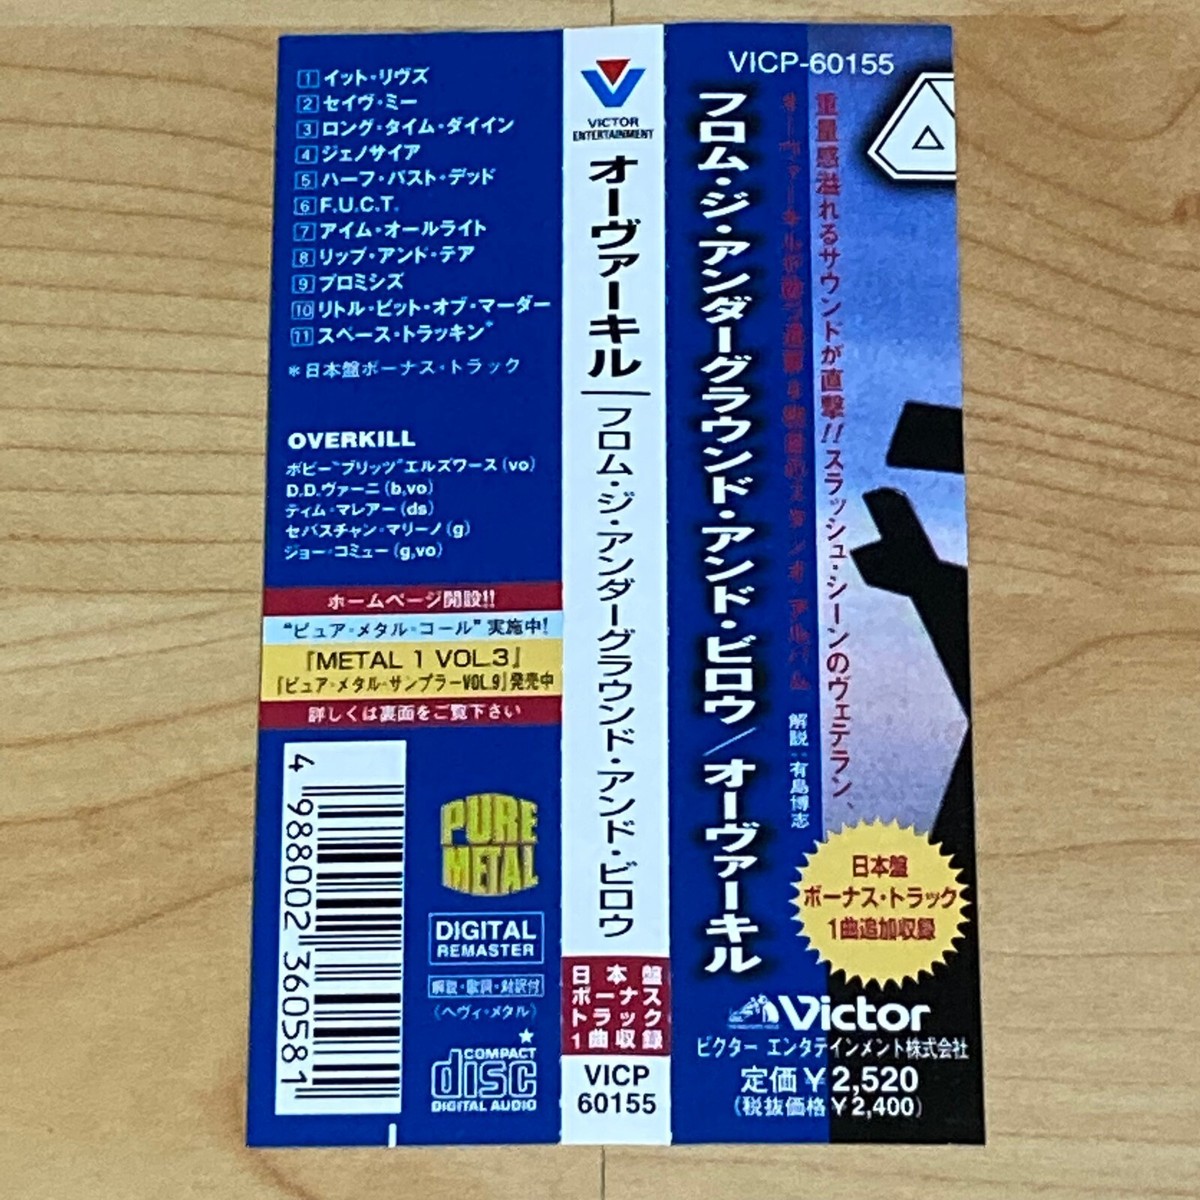 1 イット・リヴズ
2 セイヴ・ミー
3 ロング・タイム・ダイイン
4 ジェノサイア
5 ハーフ・パスト・デッド
6 F.U.C.T.
7 アイム・オールライト
8 リップ・アンド・テア
9 プロミシズ
10 リトル・ビット・オブ・マーダー
11 スペース・トラッキン*
*日本盤ボーナス・トラック
OVERKILL
ボビー"ブリッツ"エルズワース(vo)
D.D.ヴァーニ(b,vo)
ティム・マレアー(ds)
セバスチャン・マリーノ(g)
ジョー・コミュー(g,vo)
ホームページ開設!!
"ピュア・メタル・コール"実施中!
『METAL 1 VOL.3』
『ピュア・メタル・サンプラーVOL.9』発売中
詳しくは裏面をご覧下さい
4 988002 360581
PURE
METAL
DIGITAL
REMASTER
解説・歌詞・対訳付
(ヘヴィ・メタル)
★
COMPACT
disc
DIGITAL AUDIO
VICTOR
ENTERTAINMENT
オーヴァーキル
フロム・ジ・アンダーグラウンド・アンド・ビロウ
日本盤
ボーナス
トラック
1曲収録
VICP
60155
VICP-60155
重量感溢れるサウンドが直撃!!スラッシュ・シーンのヴェテラン、
解説:有島博志
フロム・ジ・アンダーグラウンド・アンド・ビロウ/オーヴァーキル
日本盤
ボーナス・トラック
1曲追加収録
Victor
ビクター エンタテインメント株式会社
定価¥2,520
(税抜価格¥2,400)